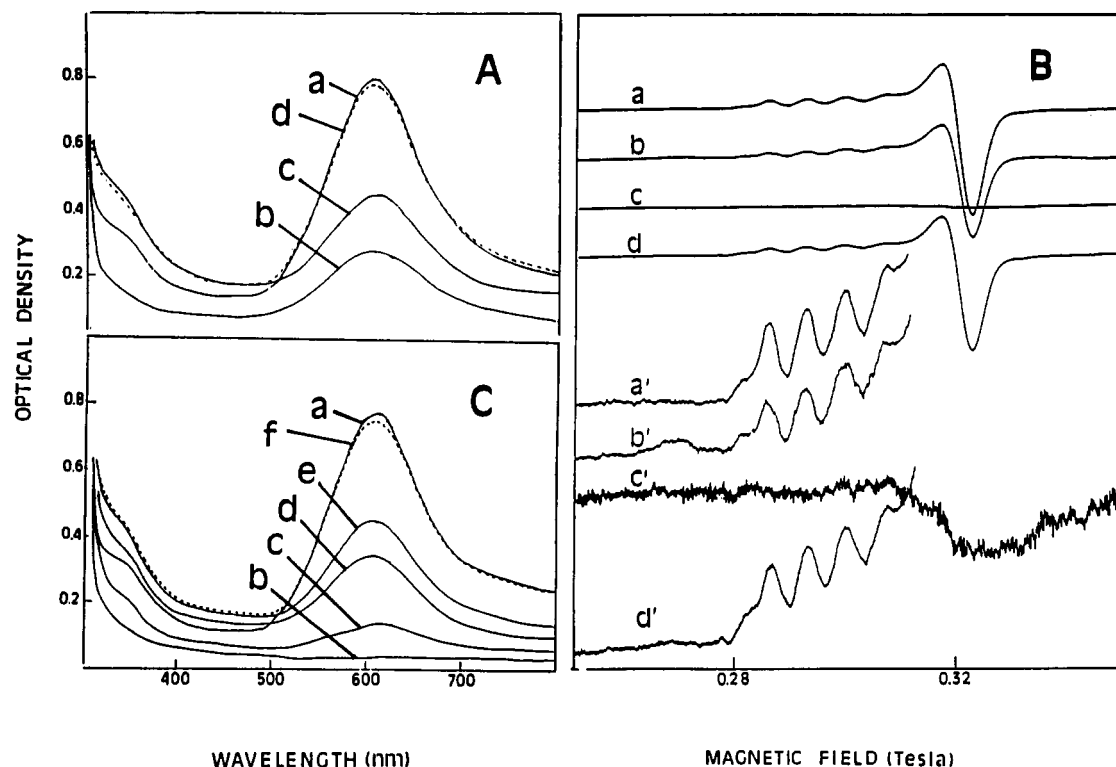 A
0.8
a
d
0.6
c
0.4
b
0.2
OPTICAL DENSITY
C
0.8
a
f
0.6
e
d
0.4
c
b
0.2
400 500 600 700
WAVELENGTH (nm)
B
a
b
c
d
a'
b'
c'
d'
0.28 0.32
MAGNETIC FIELD (Tesla)